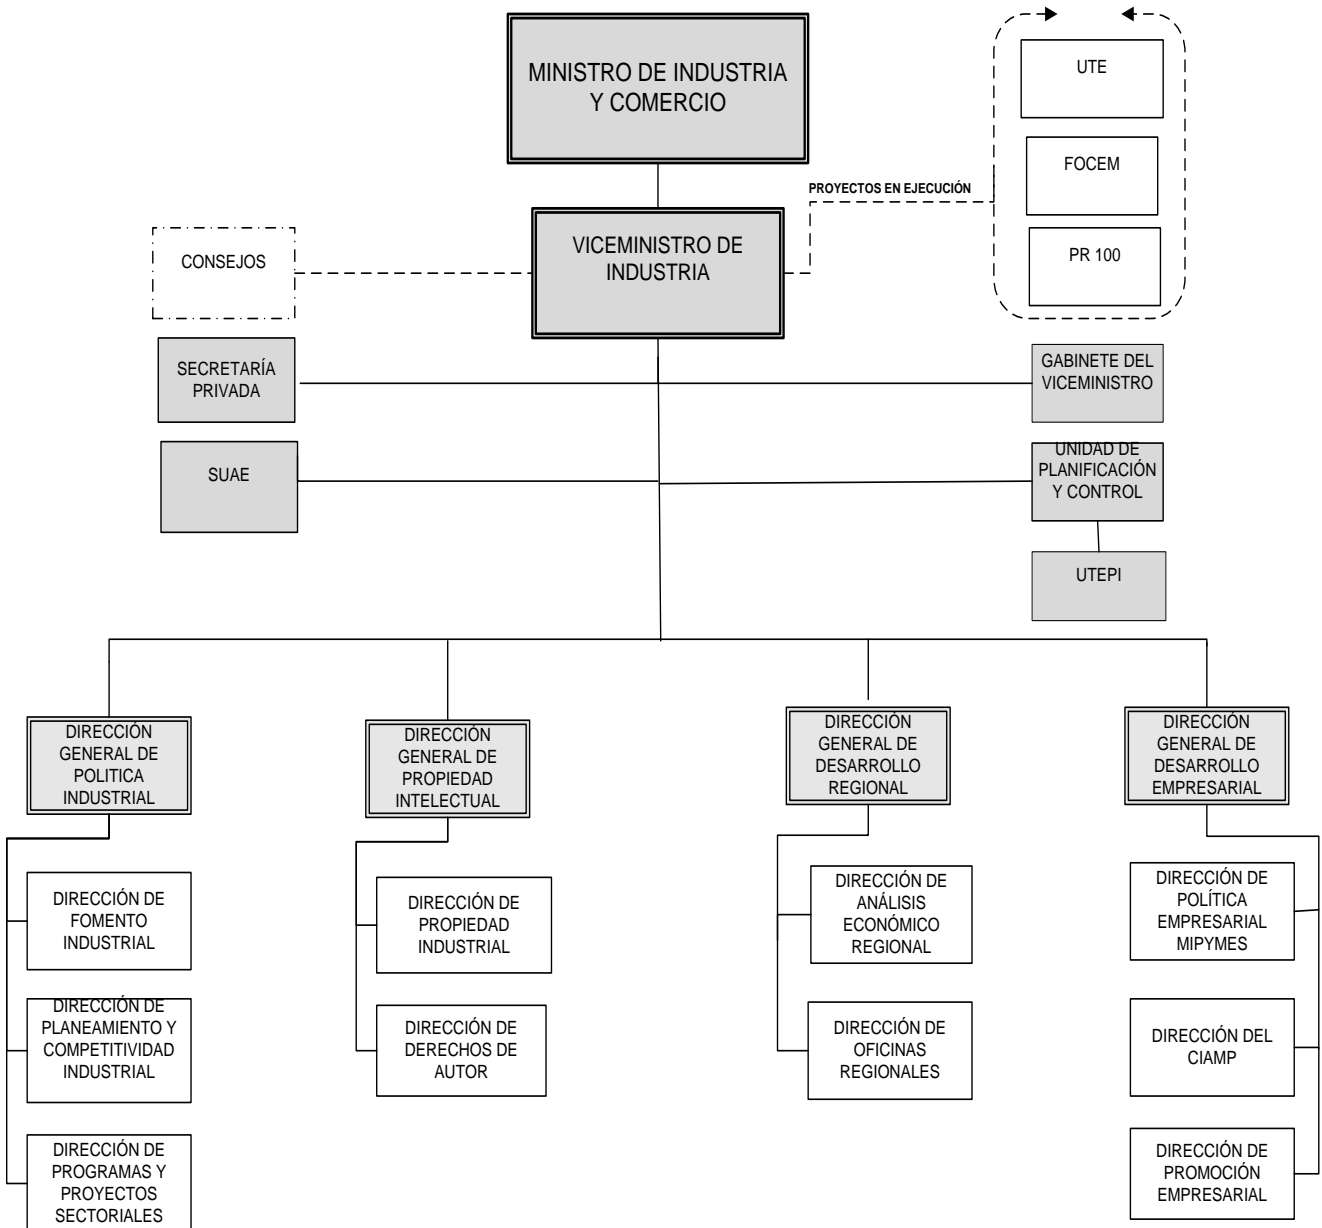 MINISTRO DE INDUSTRIA
Y COMERCIO
UTE
FOCEM
PROYECTOS EN EJECUCIÓN
VICEMINISTRO DE
INDUSTRIA
CONSEJOS
PR 100
SECRETARÍA
PRIVADA
GABINETE DEL
VICEMINISTRO
SUAE
UNIDAD DE
PLANIFICACIÓN
Y CONTROL
UTEPI
DIRECCIÓN
GENERAL DE
POLITICA
INDUSTRIAL
DIRECCIÓN
GENERAL DE
PROPIEDAD
INTELECTUAL
DIRECCIÓN
GENERAL DE
DESARROLLO
REGIONAL
DIRECCIÓN
GENERAL DE
DESARROLLO
EMPRESARIAL
DIRECCIÓN DE
FOMENTO
INDUSTRIAL
DIRECCIÓN DE
PROPIEDAD
INDUSTRIAL
DIRECCIÓN DE
ANÁLISIS
ECONÓMICO
REGIONAL
DIRECCIÓN DE
POLÍTICA
EMPRESARIAL
MIPYMES
DIRECCIÓN DE
PLANEAMIENTO Y
COMPETITIVIDAD
INDUSTRIAL
DIRECCIÓN DE
DERECHOS DE
AUTOR
DIRECCIÓN DE
OFICINAS
REGIONALES
DIRECCIÓN DEL
CIAMP
DIRECCIÓN DE
PROGRAMAS Y
PROYECTOS
SECTORIALES
DIRECCIÓN DE
PROMOCIÓN
EMPRESARIAL